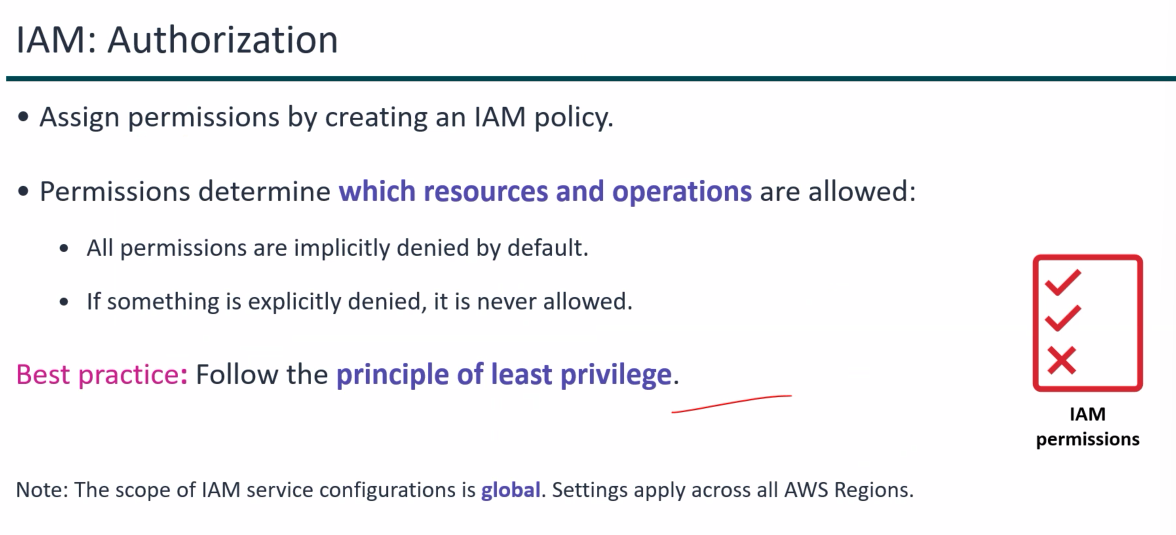 IAM: Authorization
• Assign permissions by creating an IAM policy.
• Permissions determine which resources and operations are allowed:
• All permissions are implicitly denied by default.
• If something is explicitly denied, it is never allowed.
Best practice: Follow the principle of least privilege.
IAM
permissions
Note: The scope of IAM service configurations is global. Settings apply across all AWS Regions.